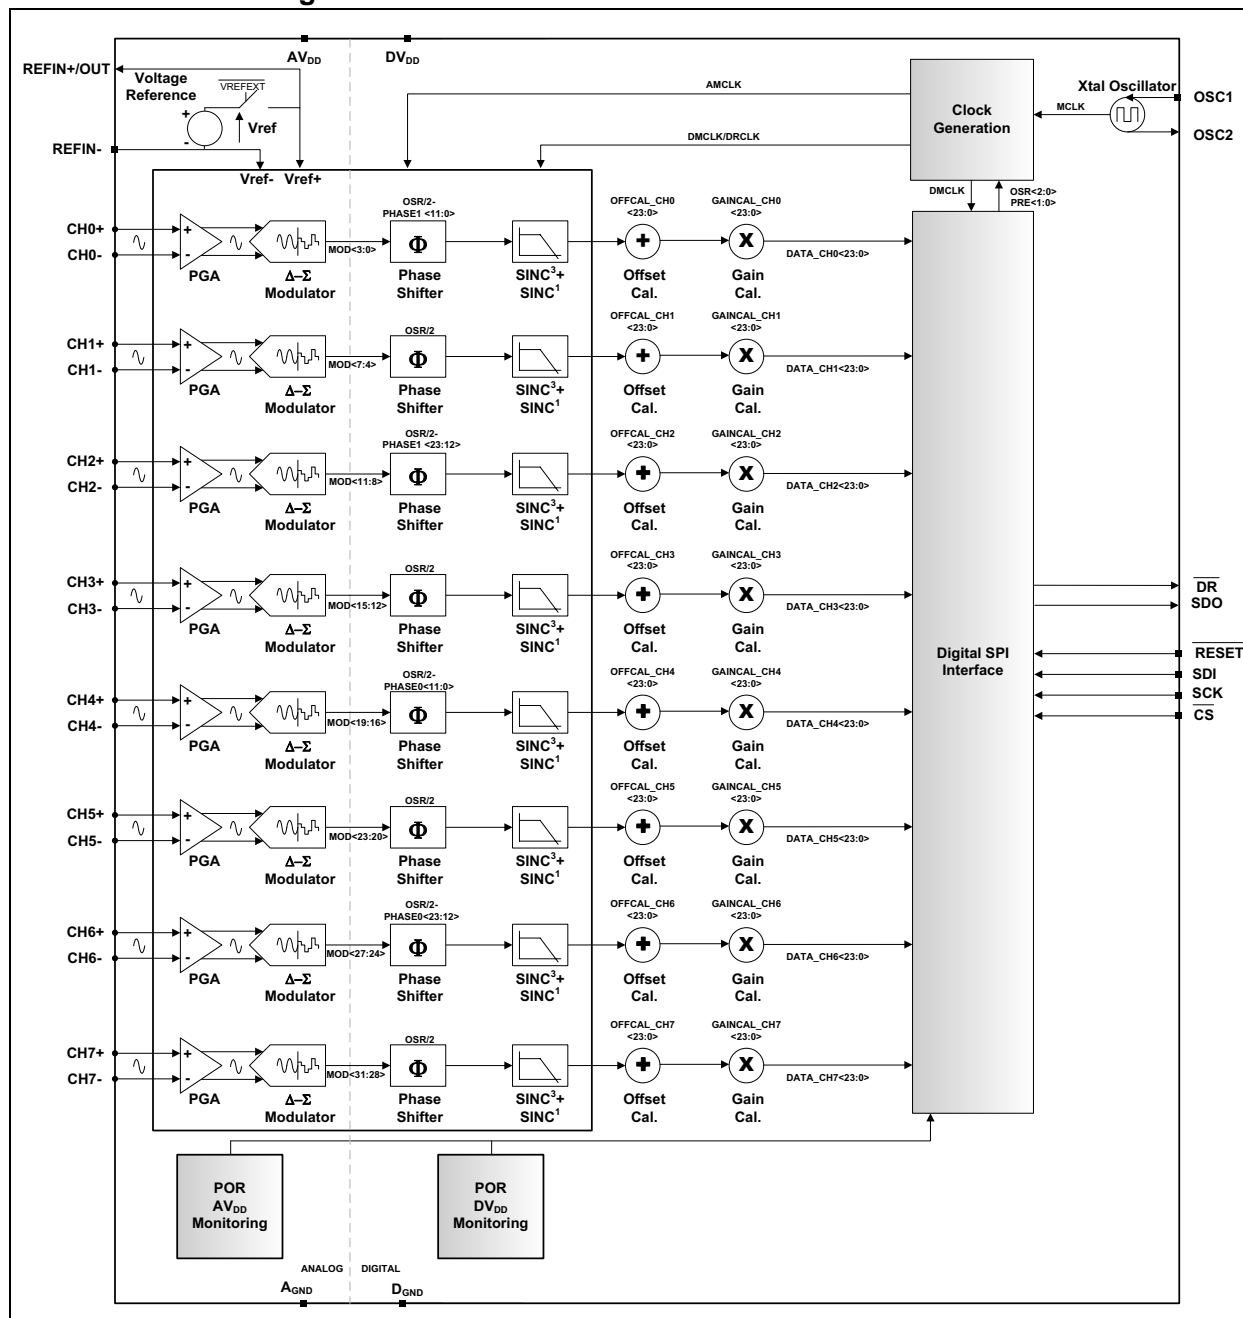 AVDD
DVDD
REFIN+/OUT
Voltage
Reference
VREFEXT
+
-
Vref
REFIN-
Vref-
Vref+
AMCLK
DMCLK/DRCLK
Clock
Generation
MCLK
Xtal Oscillator
OSC1
OSC2
DMCLK
OSR<2:0>
PRE<1:0>
CH0+
CH0-
+
-
PGA
Δ–Σ
Modulator
MOD<3:0>
OSR/2-
PHASE1 <11:0>
Φ
Phase
Shifter
SINC3+
SINC1
OFFCAL_CH0
<23:0>
+
Offset
Cal.
GAINCAL_CH0
<23:0>
X
Gain
Cal.
DATA_CH0<23:0>
CH1+
CH1-
+
-
PGA
Δ–Σ
Modulator
MOD<7:4>
OSR/2
Φ
Phase
Shifter
SINC3+
SINC1
OFFCAL_CH1
<23:0>
+
Offset
Cal.
GAINCAL_CH1
<23:0>
X
Gain
Cal.
DATA_CH1<23:0>
CH2+
CH2-
+
-
PGA
Δ–Σ
Modulator
MOD<11:8>
OSR/2-
PHASE1 <23:12>
Φ
Phase
Shifter
SINC3+
SINC1
OFFCAL_CH2
<23:0>
+
Offset
Cal.
GAINCAL_CH2
<23:0>
X
Gain
Cal.
DATA_CH2<23:0>
CH3+
CH3-
+
-
PGA
Δ–Σ
Modulator
MOD<15:12>
OSR/2
Φ
Phase
Shifter
SINC3+
SINC1
OFFCAL_CH3
<23:0>
+
Offset
Cal.
GAINCAL_CH3
<23:0>
X
Gain
Cal.
DATA_CH3<23:0>
CH4+
CH4-
+
-
PGA
Δ–Σ
Modulator
MOD<19:16>
OSR/2-
PHASE0<11:0>
Φ
Phase
Shifter
SINC3+
SINC1
OFFCAL_CH4
<23:0>
+
Offset
Cal.
GAINCAL_CH4
<23:0>
X
Gain
Cal.
DATA_CH4<23:0>
CH5+
CH5-
+
-
PGA
Δ–Σ
Modulator
MOD<23:20>
OSR/2
Φ
Phase
Shifter
SINC3+
SINC1
OFFCAL_CH5
<23:0>
+
Offset
Cal.
GAINCAL_CH5
<23:0>
X
Gain
Cal.
DATA_CH5<23:0>
CH6+
CH6-
+
-
PGA
Δ–Σ
Modulator
MOD<27:24>
OSR/2-
PHASE0<23:12>
Φ
Phase
Shifter
SINC3+
SINC1
OFFCAL_CH6
<23:0>
+
Offset
Cal.
GAINCAL_CH6
<23:0>
X
Gain
Cal.
DATA_CH6<23:0>
CH7+
CH7-
+
-
PGA
Δ–Σ
Modulator
MOD<31:28>
OSR/2
Φ
Phase
Shifter
SINC3+
SINC1
OFFCAL_CH7
<23:0>
+
Offset
Cal.
GAINCAL_CH7
<23:0>
X
Gain
Cal.
DATA_CH7<23:0>
Digital SPI
Interface
DR
SDO
RESET
SDI
SCK
CS
POR
AVDD
Monitoring
POR
DVDD
Monitoring
ANALOG
DIGITAL
AGND
DGND